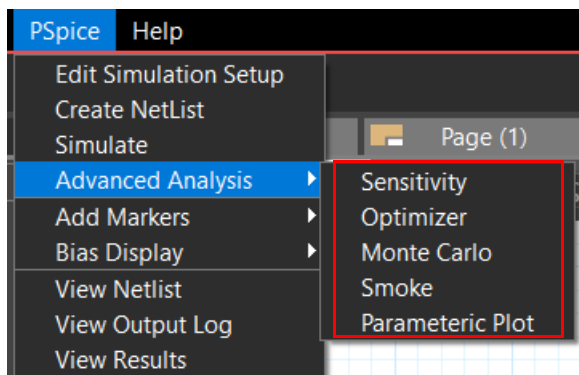 PSpice Help
Edit Simulation Setup
Create NetList
Simulate
Page (1)
Advanced Analysis
Sensitivity
Optimizer
Monte Carlo
Smoke
Parameteric Plot
Add Markers
Bias Display
View Netlist
View Output Log
View Results